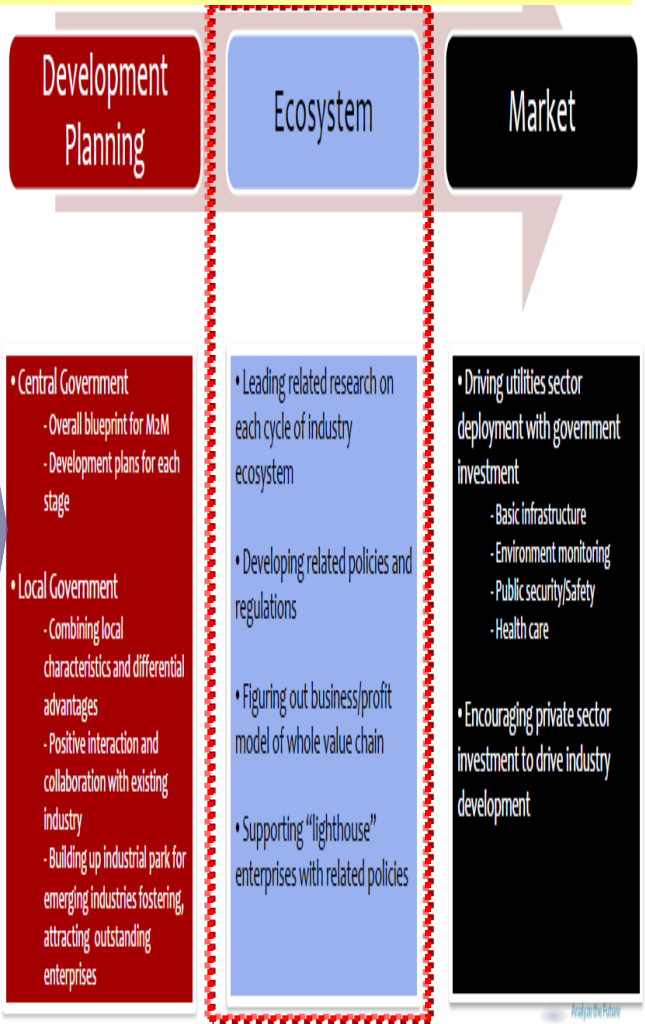 Development
Planning
Ecosystem
Market
• Central Government
- Overall blueprint for M2M
- Development plans for each
stage
• Local Government
- Combining local
characteristics and differential
advantages
- Positive interaction and
collaboration with existing
industry
- Building up industrial park for
emerging industries fostering,
attracting outstanding
enterprises
• Leading related research on
each cycle of industry
ecosystem
• Developing related policies and
regulations
• Figuring out business/profit
model of whole value chain
• Supporting “lighthouse”
enterprises with related policies
• Driving utilities sector
deployment with government
investment
- Basic infrastructure
- Environment monitoring
- Public security/Safety
- Health care
• Encouraging private sector
investment to drive industry
development
Analyze the Future